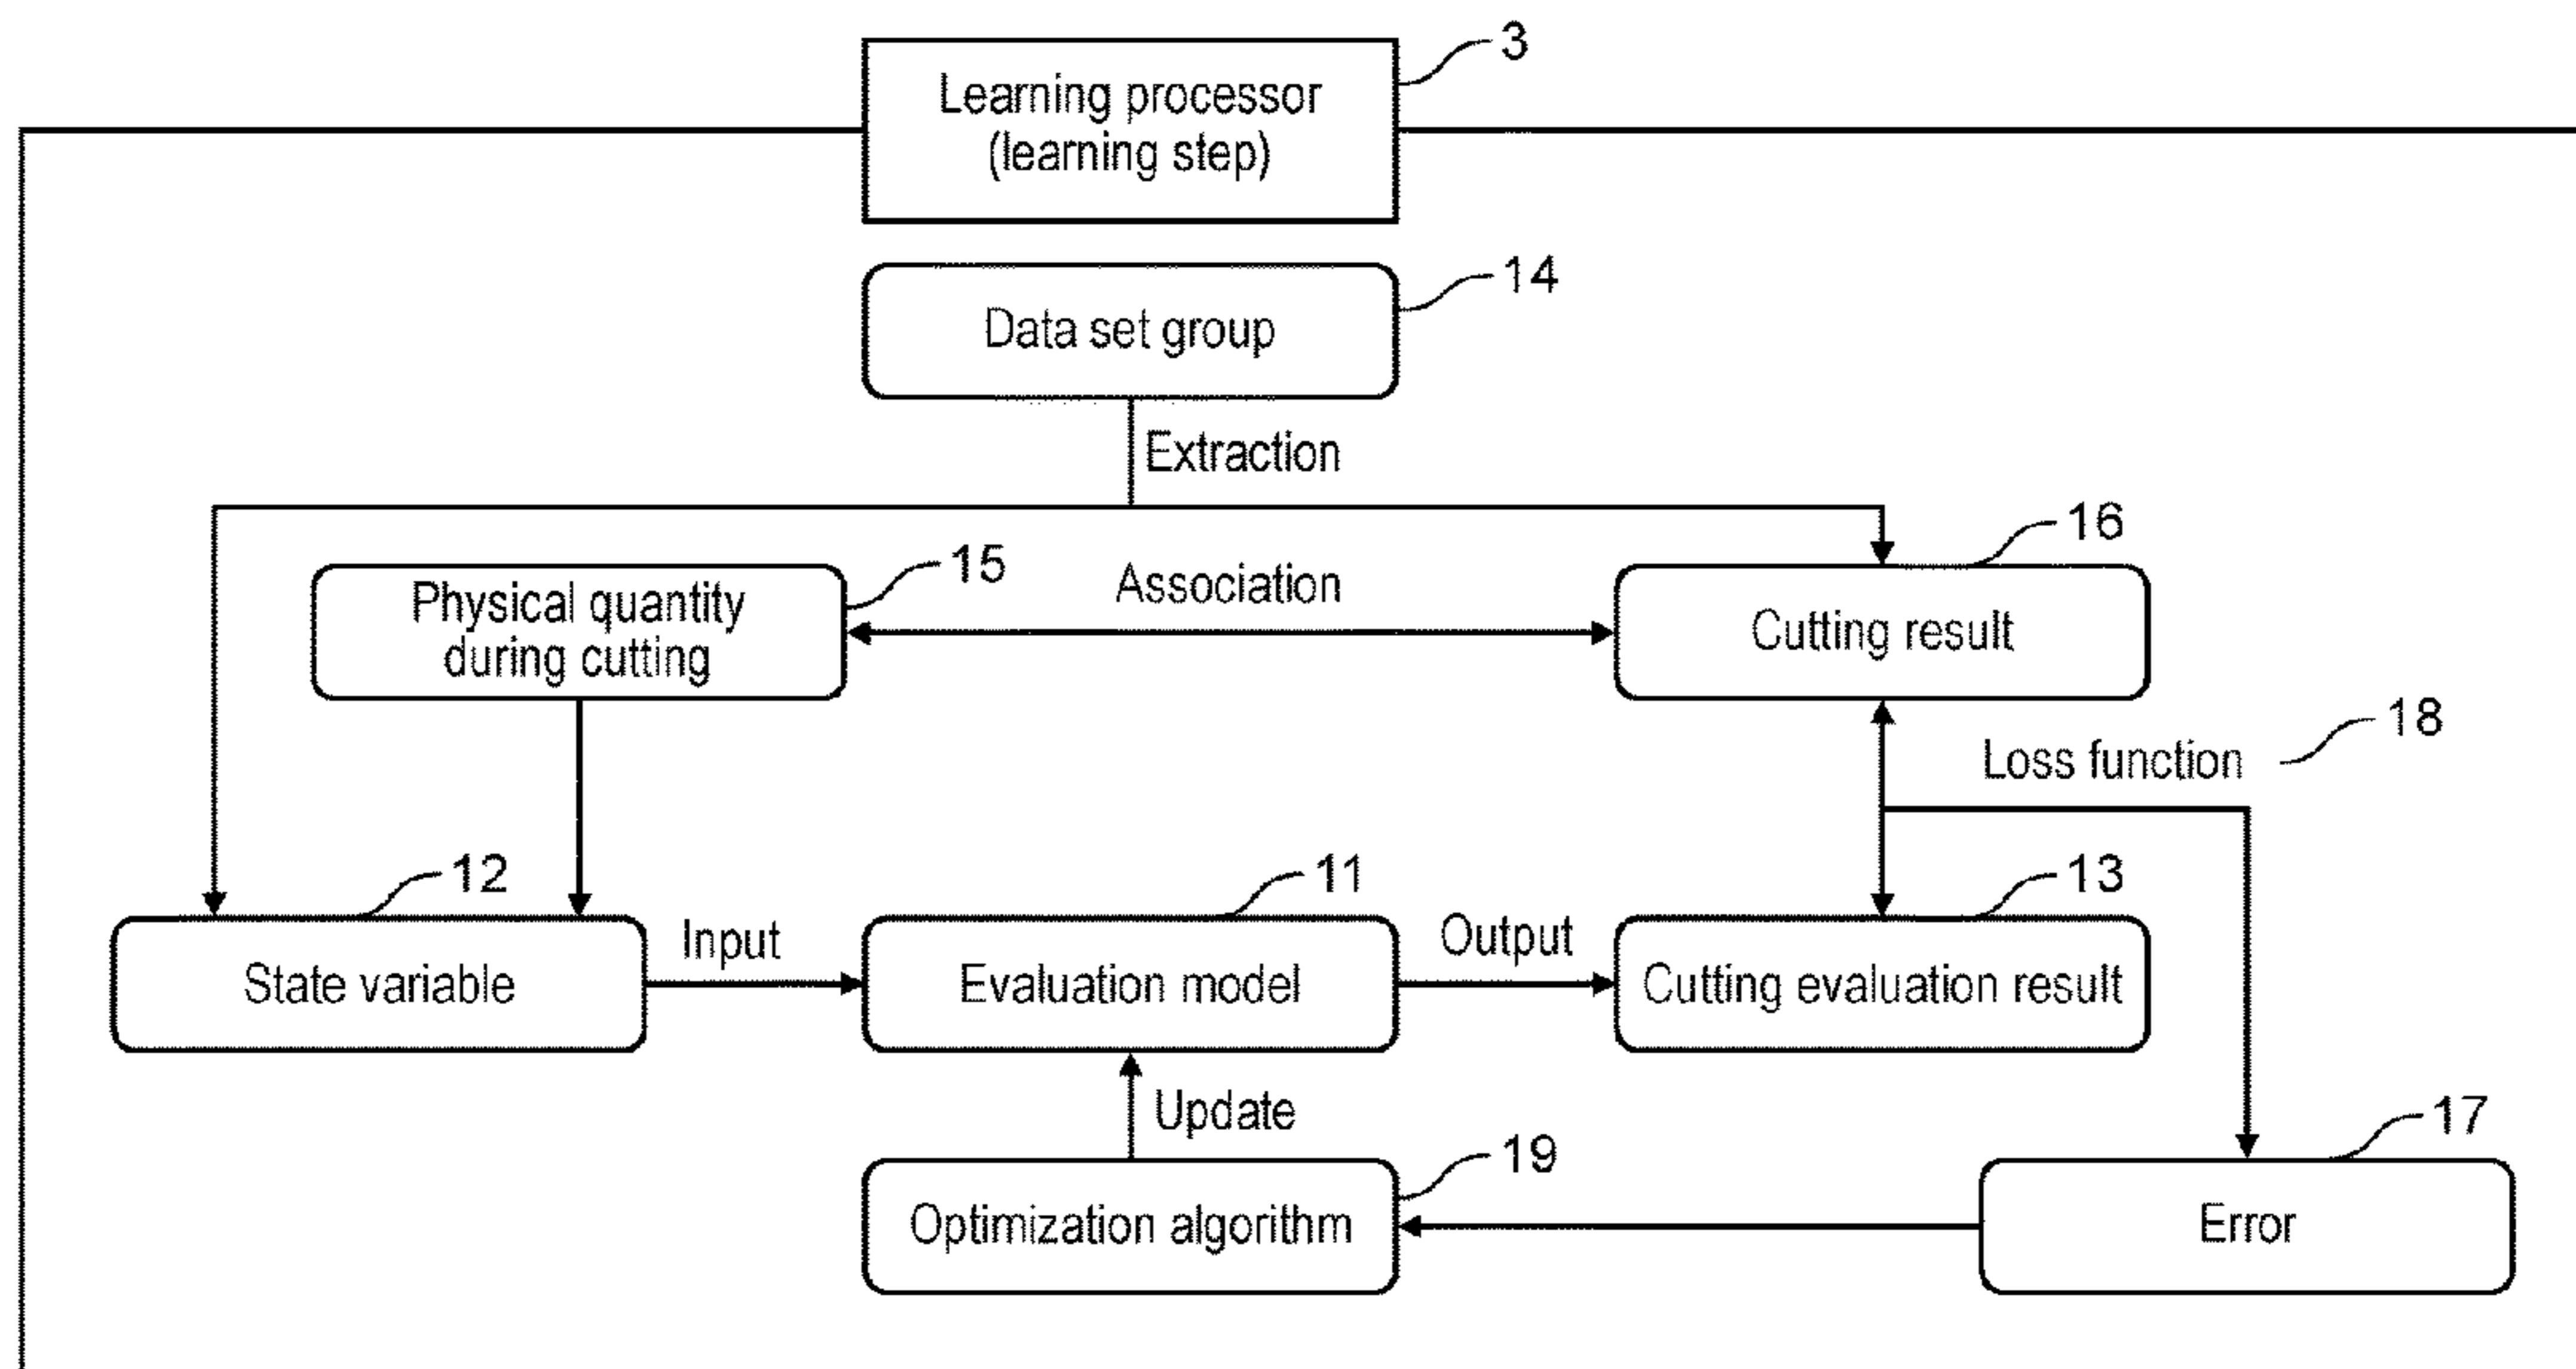 3
Learning processor
(learning step)
14
Data set group
Extraction
16
15
Association
Physical quantity
during cutting
Cutting result
18
Loss function
12
11
13
Input
Output
State variable
Evaluation model
Cutting evaluation result
Update
17
19
Optimization algorithm
Error